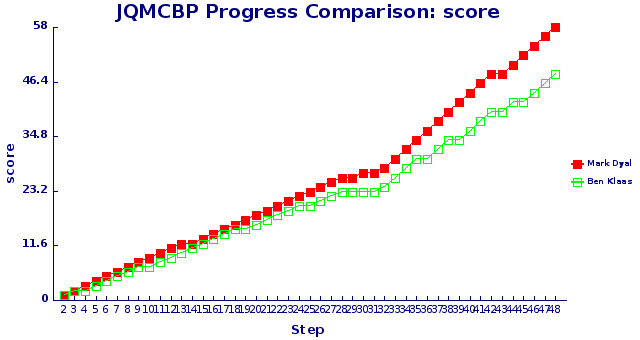 JQMCBP Progress Comparison: score
58
46.4
34.8
23.2
11.6
0
score
2 3 4 5 6 7 8 9 10 11 12 13 14 15 16 17 18 19 20 21 22 23 24 25 26 27 28 29 30 31 32 33 34 35 36 37 38 39 40 41 42 43 44 45 46 47 48
Step
Mark Dyal
Ben Klaas